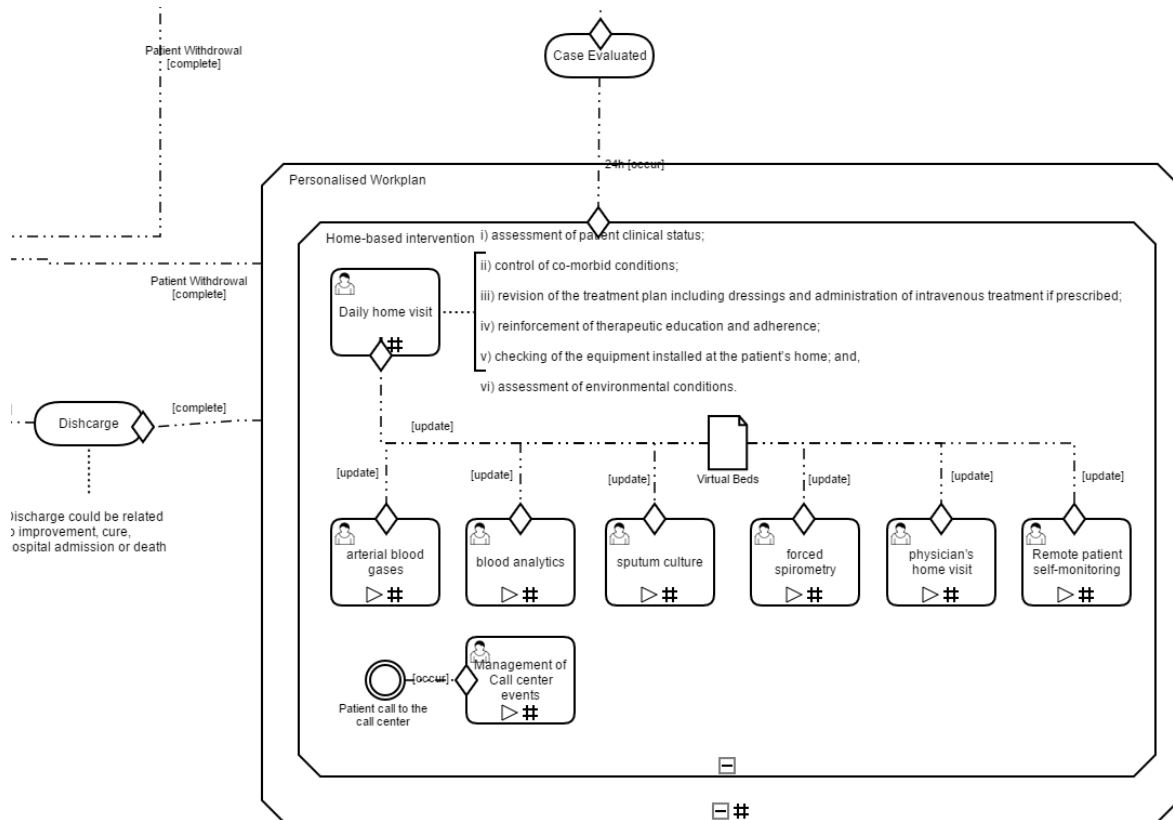 Patient Withdrawal
[complete]
Case Evaluated
24h [occur]
Personalised Workplan
Home-based intervention
i) assessment of patient clinical status;
ii) control of co-morbid conditions;
iii) revision of the treatment plan including dressings and administration of intravenous treatment if prescribed;
iv) reinforcement of therapeutic education and adherence;
v) checking of the equipment installed at the patient's home; and,
vi) assessment of environmental conditions.
Daily home visit
Patient Withdrawal
[complete]
Dishcarge
[complete]
Discharge could be related
improvement, cure,
hospital admission or death
[update]
[update]
[update]
[update]
Virtual Beds
[update]
[update]
[update]
arterial blood
gases
blood analytics
sputum culture
forced
spirometry
physician's
home visit
Remote patient
self-monitoring
[occur]
Patient call to the
call center
Management of
Call center
events